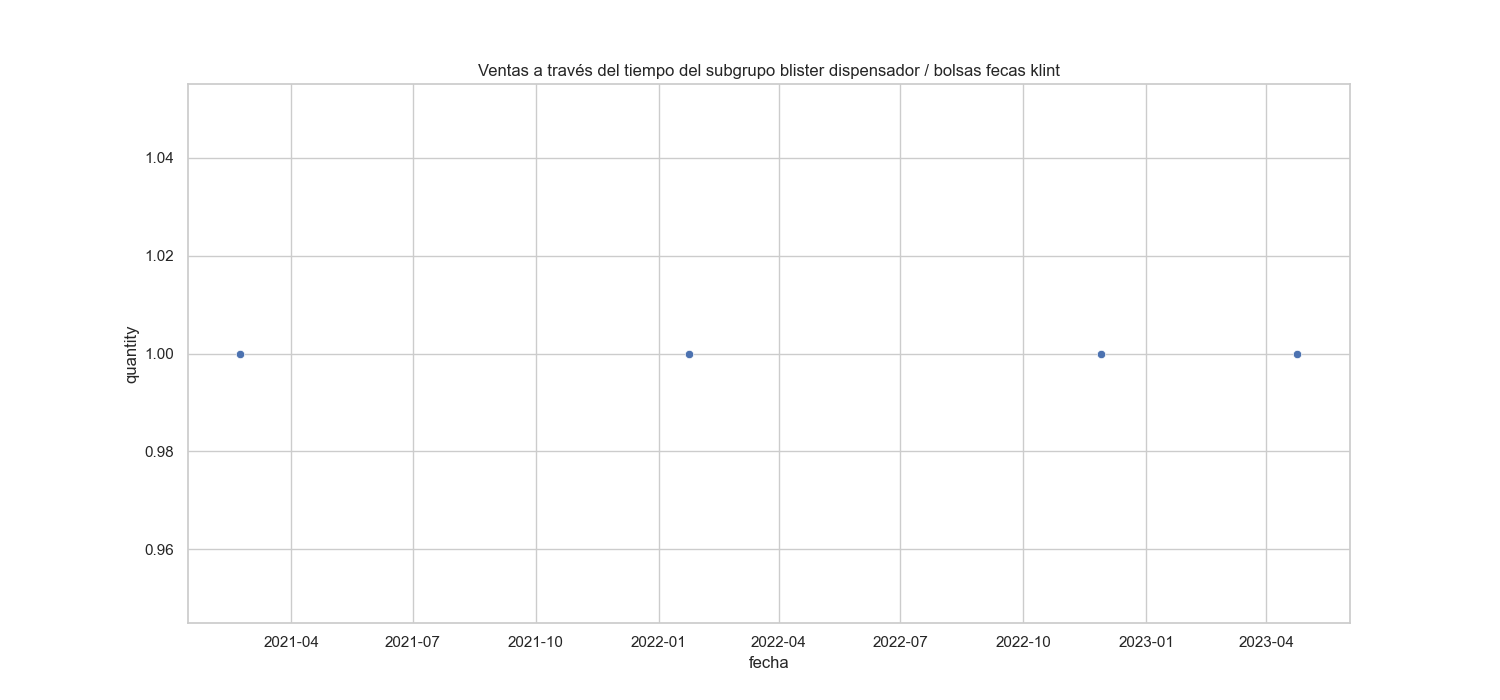 Ventas a través del tiempo del subgrupo blister dispensador / bolsas fecas klint
1.04
1.02
1.00
0.98
0.96
quantity
2021-04 2021-07 2021-10 2022-01 2022-04 2022-07 2022-10 2023-01 2023-04
fecha